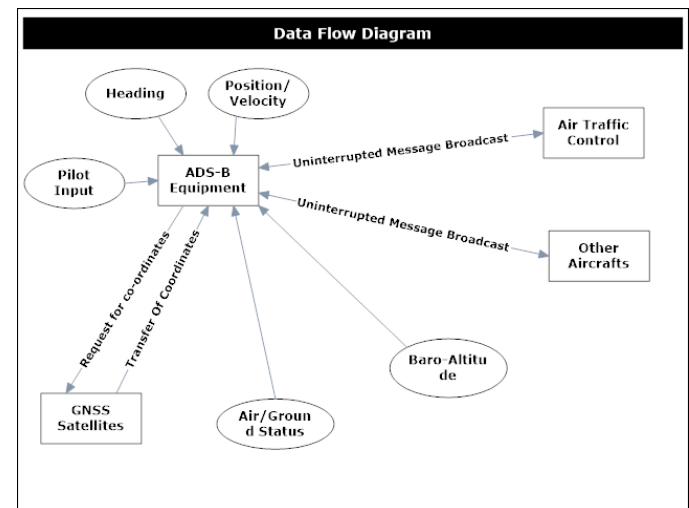 Data Flow Diagram
Heading
Position/
Velocity
Air Traffic
Control
Uninterrupted Message Broadcast
Pilot
Input
ADS-B
Equipment
Uninterrupted Message Broadcast
Other
Aircrafts
Request for co-ordinates
Transfer Of Coordinates
Baro-Altitu
de
GNSS
Satellites
Air/Groun
d Status